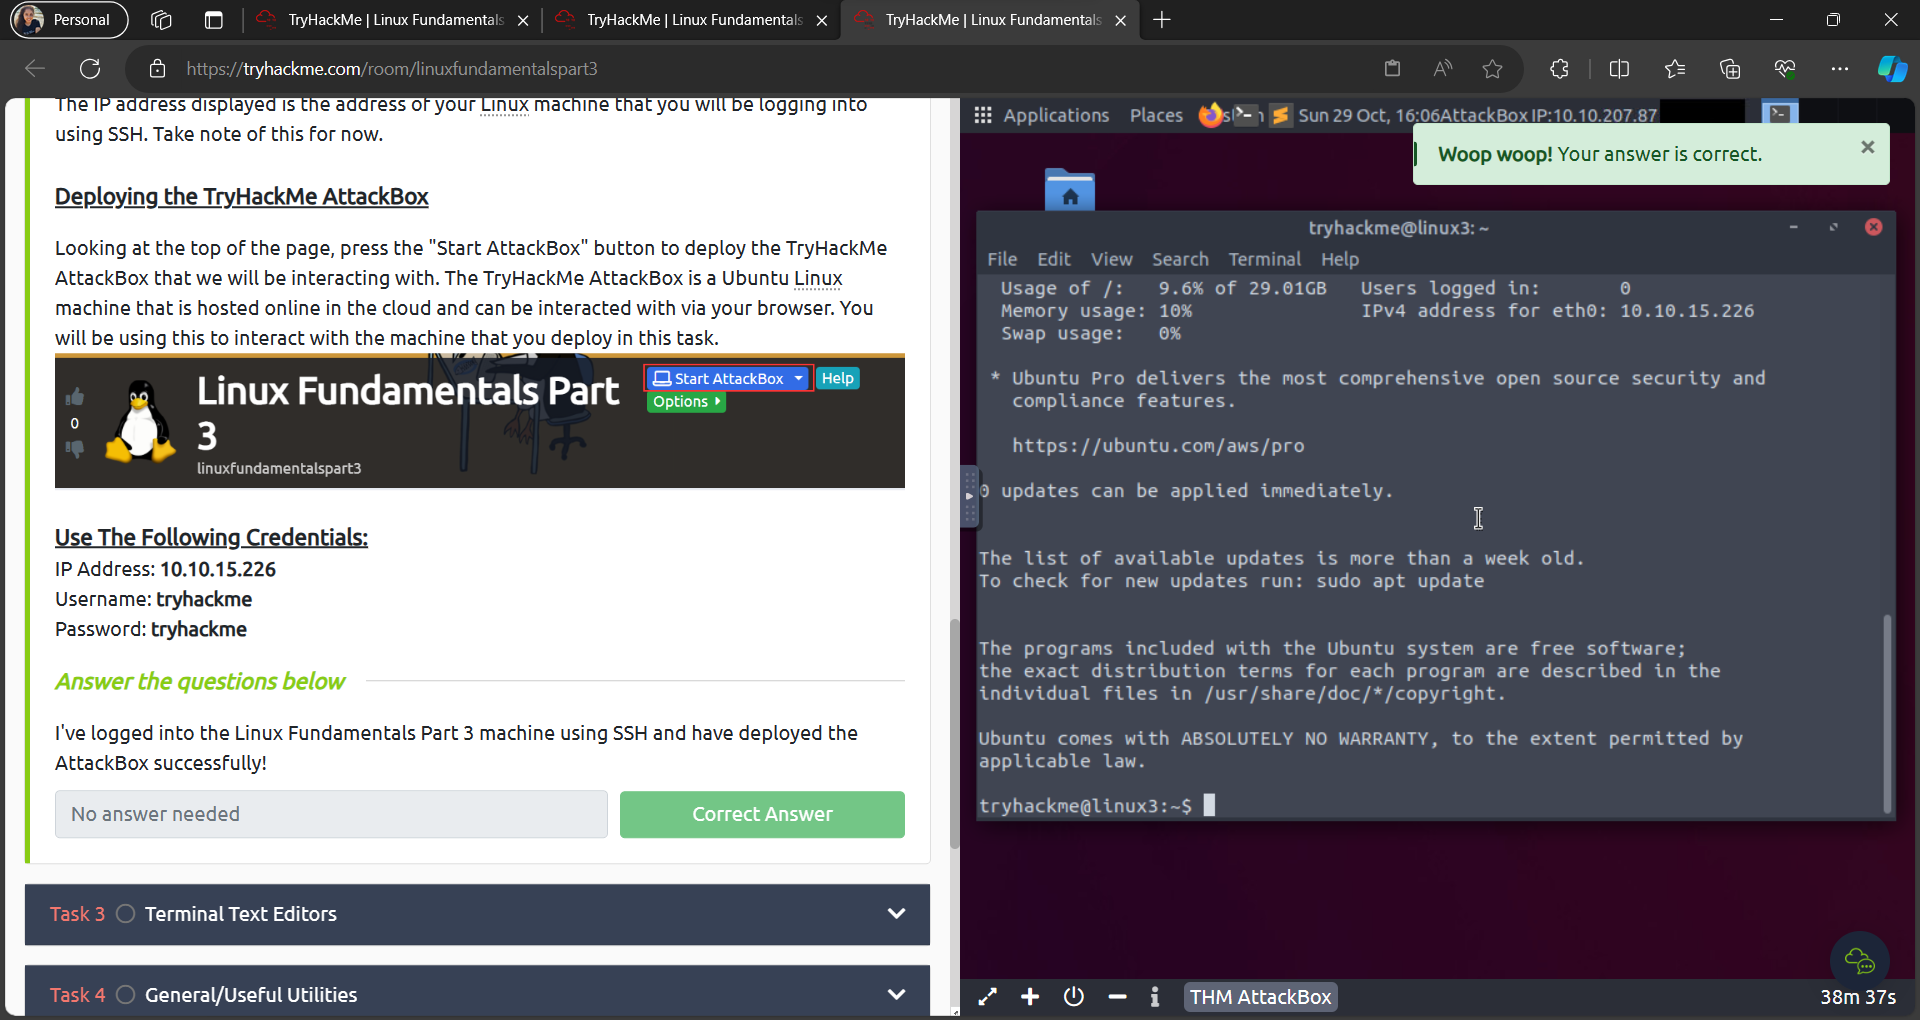 Personal
TryHackMe | Linux Fundamentals
TryHackMe | Linux Fundamentals
TryHackMe | Linux Fundamentals
https://tryhackme.com/room/linuxfundamentalspart3
The IP address displayed is the address of your Linux machine that you will be logging into
using SSH. Take note of this for now.
Deploying the TryHackMe AttackBox
Looking at the top of the page, press the "Start AttackBox" button to deploy the TryHackMe
AttackBox that we will be interacting with. The TryHackMe AttackBox is a Ubuntu Linux
machine that is hosted online in the cloud and can be interacted with via your browser. You
will be using this to interact with the machine that you deploy in this task.
0
Linux Fundamentals Part
3
linuxfundamentalspart3
Start AttackBox
Help
Options
Use The Following Credentials:
IP Address: 10.10.15.226
Username: tryhackme
Password: tryhackme
Answer the questions below
I've logged into the Linux Fundamentals Part 3 machine using SSH and have deployed the
AttackBox successfully!
No answer needed
Correct Answer
Task 3 Terminal Text Editors
Task 4 General/Useful Utilities
Applications Places Sun 29 Oct, 16:06 AttackBox IP:10.10.207.87
Woop woop! Your answer is correct.
tryhackme@linux3: ~
File Edit View Search Terminal Help
Usage of /: 9.6% of 29.01GB Users logged in: 0
Memory usage: 10% IPv4 address for eth0: 10.10.15.226
Swap usage: 0%
* Ubuntu Pro delivers the most comprehensive open source security and
compliance features.
https://ubuntu.com/aws/pro
0 updates can be applied immediately.
The list of available updates is more than a week old.
To check for new updates run: sudo apt update
The programs included with the Ubuntu system are free software;
the exact distribution terms for each program are described in the
individual files in /usr/share/doc/*/copyright.
Ubuntu comes with ABSOLUTELY NO WARRANTY, to the extent permitted by
applicable law.
tryhackme@linux3:~$
THM AttackBox
38m 37s